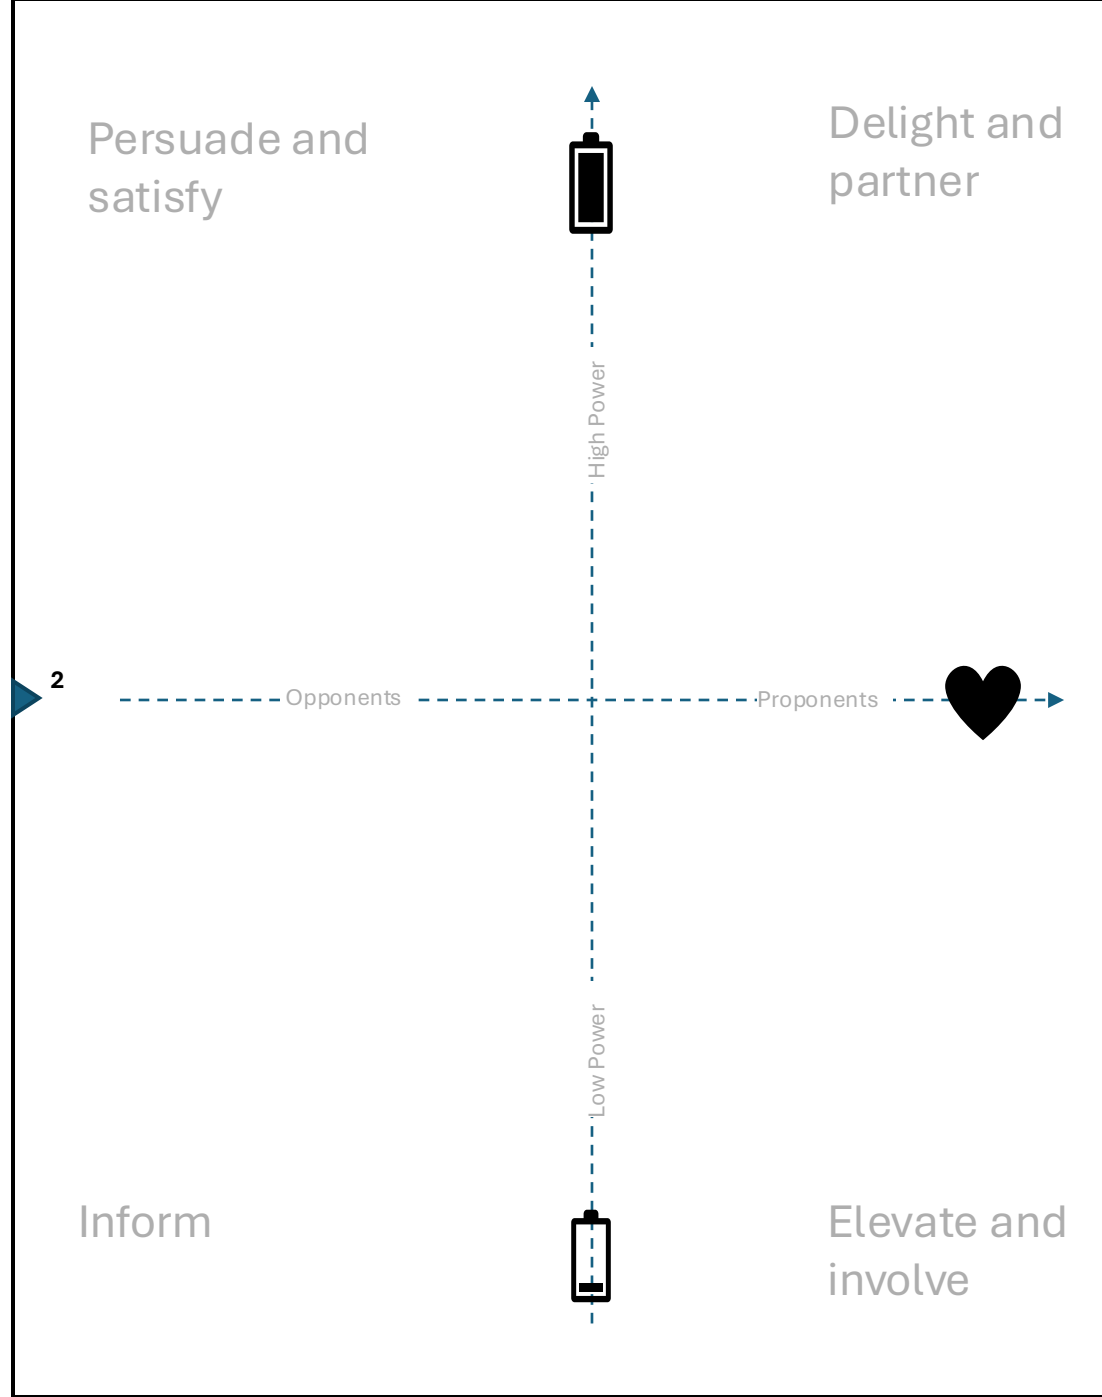 Persuade and
satisfy
Delight and
partner
High Power
2
Opponents
Proponents
Low Power
Inform
Elevate and
involve